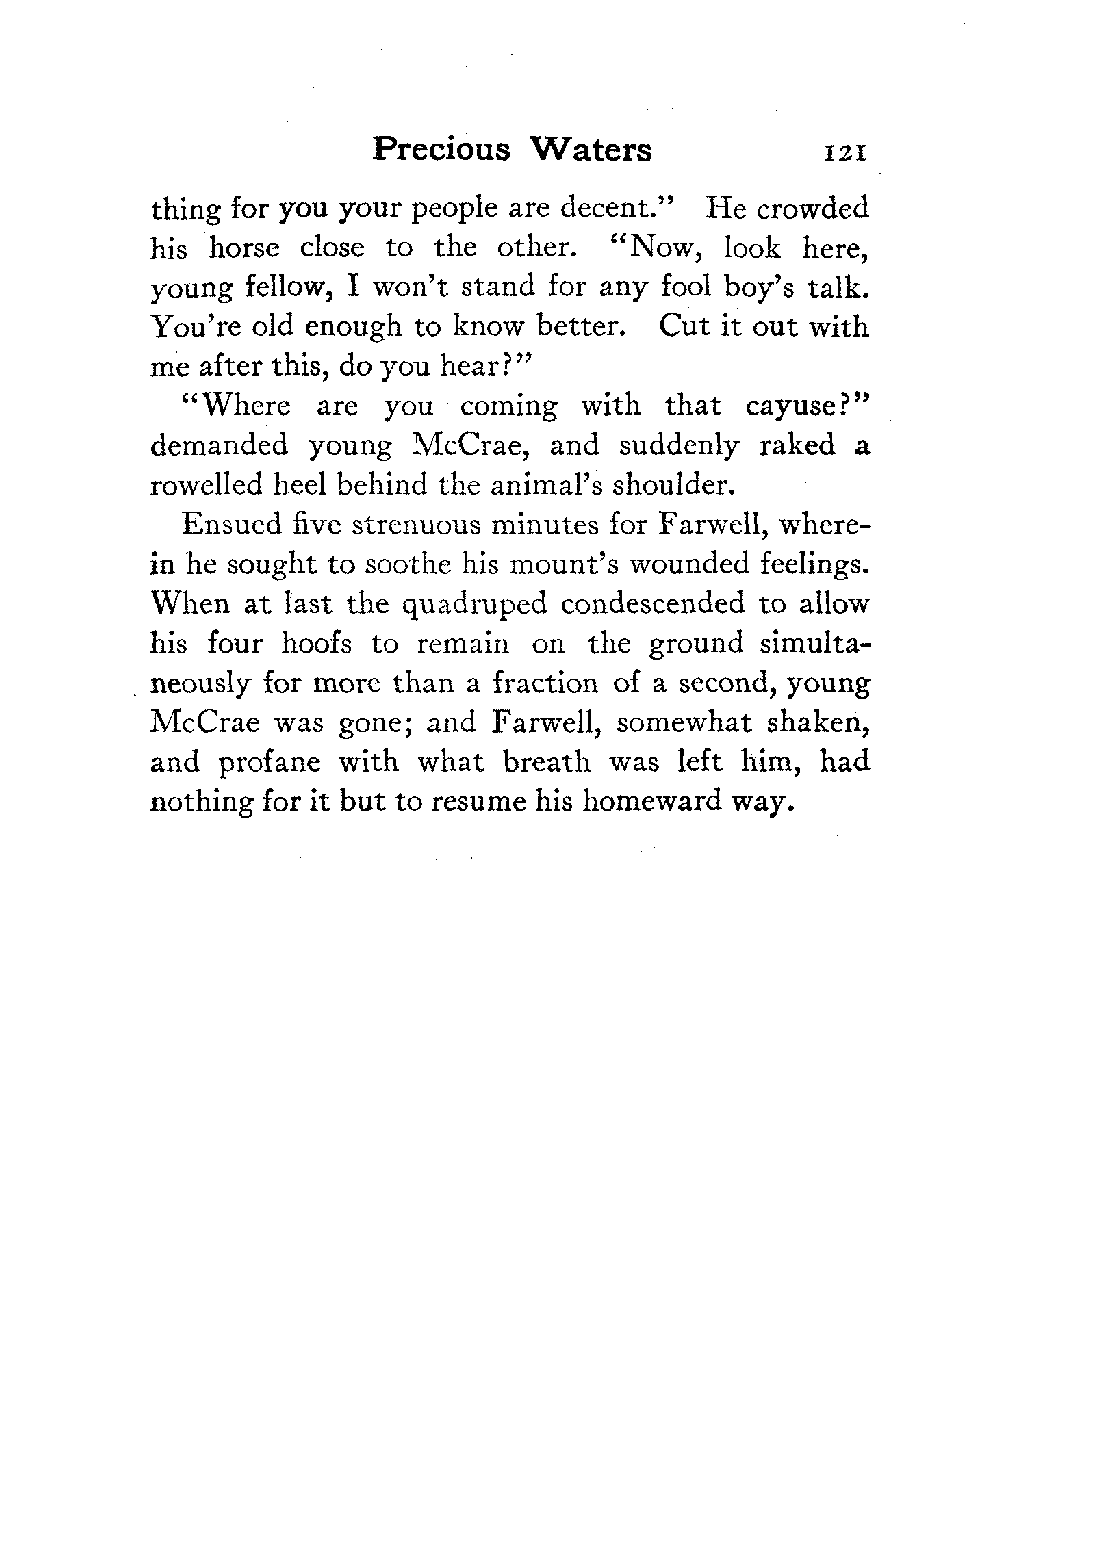 Precious Waters 121
thing for you your people are decent." He crowded
his horse close to the other. "Now, look here,
young fellow, I won't stand for any fool boy's talk.
You're old enough to know better. Cut it out with
me after this, do you hear?"
"Where are you coming with that cayuse?"
demanded young McCrae, and suddenly raked a
rowelled heel behind the animal's shoulder.
Ensued five strenuous minutes for Farwell, where-
in he sought to soothe his mount's wounded feelings.
When at last the quadruped condescended to allow
his four hoofs to remain on the ground simulta-
neously for more than a fraction of a second, young
McCrae was gone; and Farwell, somewhat shaken,
and profane with what breath was left him, had
nothing for it but to resume his homeward way.